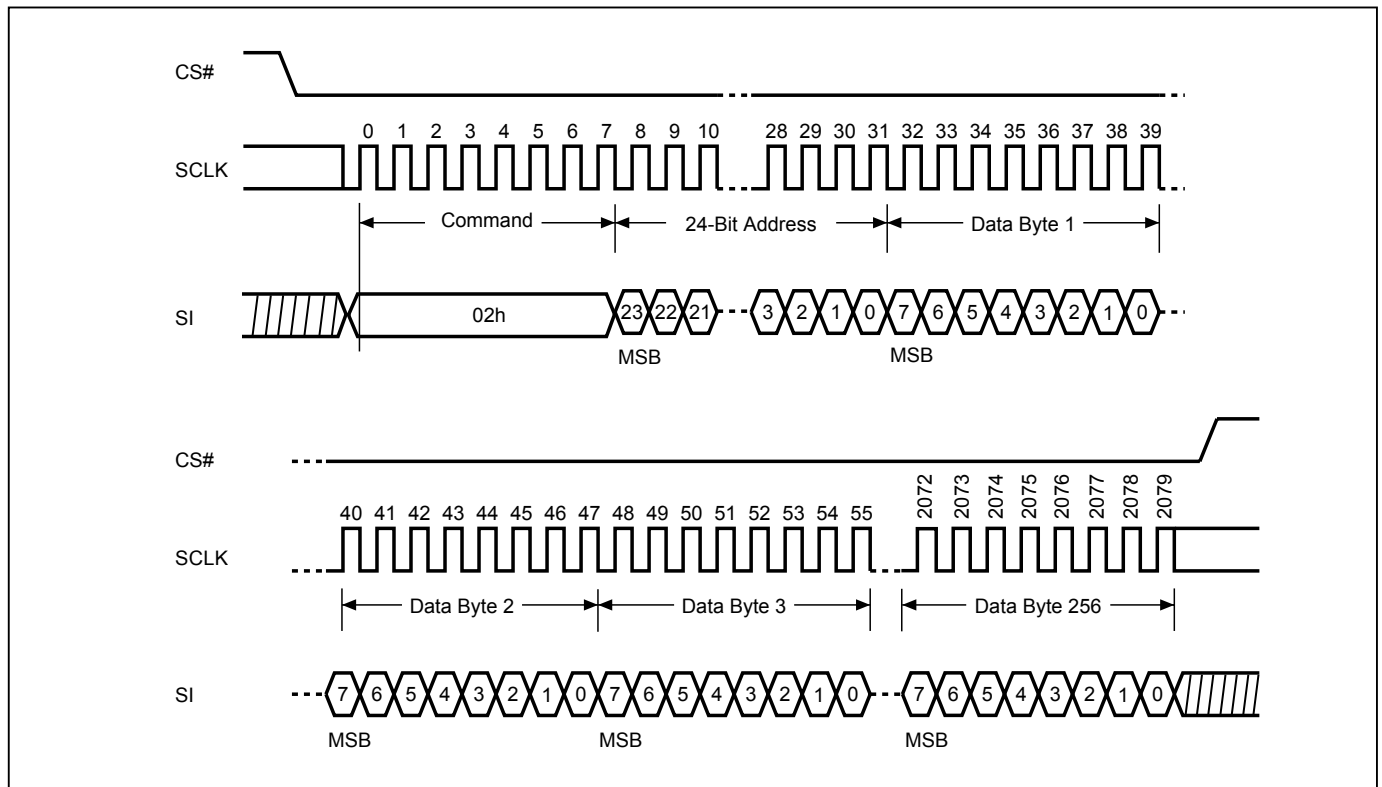 CS#
0 1 2 3 4 5 6 7 8 9 10 28 29 30 31 32 33 34 35 36 37 38 39
SCLK
Command 24-Bit Address Data Byte 1
SI 02h 23 22 21 3 2 1 0 7 6 5 4 3 2 1 0
MSB MSB
CS#
2072 2073 2074 2075 2076 2077 2078 2079
40 41 42 43 44 45 46 47 48 49 50 51 52 53 54 55
SCLK
Data Byte 2 Data Byte 3 Data Byte 256
SI 7 6 5 4 3 2 1 0 7 6 5 4 3 2 1 0 7 6 5 4 3 2 1 0
MSB MSB MSB